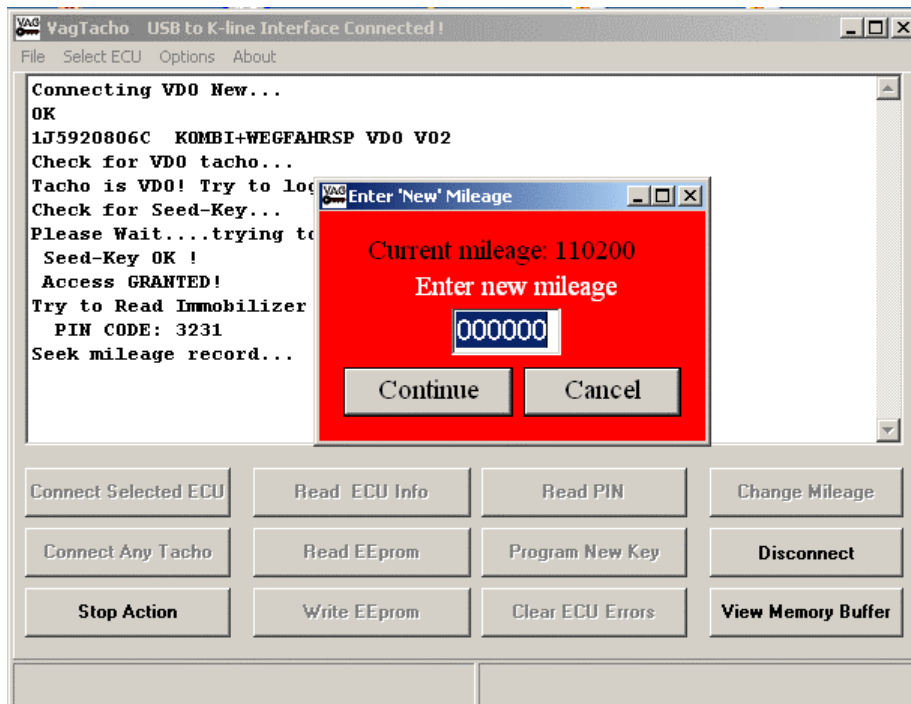 VAG VagTacho USB to K-line Interface Connected !
File Select ECU Options About
Connecting VDO New...
OK
1J5920806C KOMBI+WEGFAHRSP VDO V02
Check for VDO tacho...
Tacho is VDO! Try to log
Check for Seed-Key...
Please Wait....trying to
Seed-Key OK !
Access GRANTED!
Try to Read Immobilizer
PIN CODE: 3231
Seek mileage record...
VAG Enter 'New' Mileage
Current mileage: 110200
Enter new mileage
000000
Continue Cancel
Connect Selected ECU Read ECU Info Read PIN Change Mileage
Connect Any Tacho Read EEprom Program New Key Disconnect
Stop Action Write EEprom Clear ECU Errors View Memory Buffer